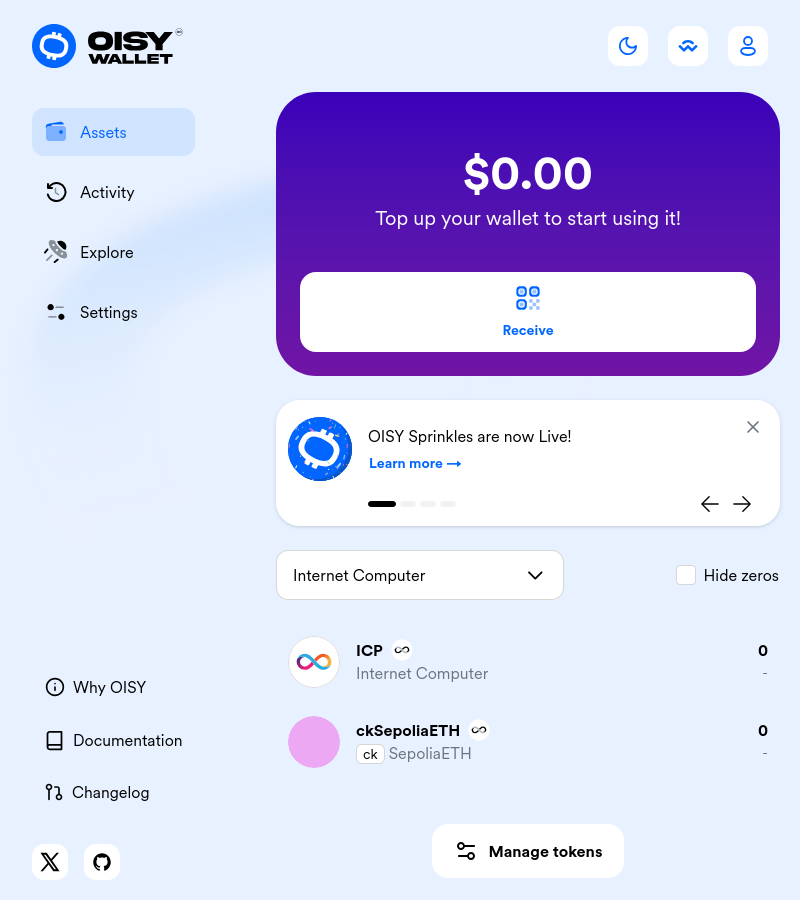 OISY
WALLET
Assets
Activity
Explore
Settings
$0.00
Top up your wallet to start using it!
Receive
OISY Sprinkles are now Live!
Learn more →
Internet Computer
Hide zeros
ICP
0
Internet Computer
-
ckSepoliaETH
0
ck SepoliaETH
-
Why OISY
Documentation
Changelog
Manage tokens